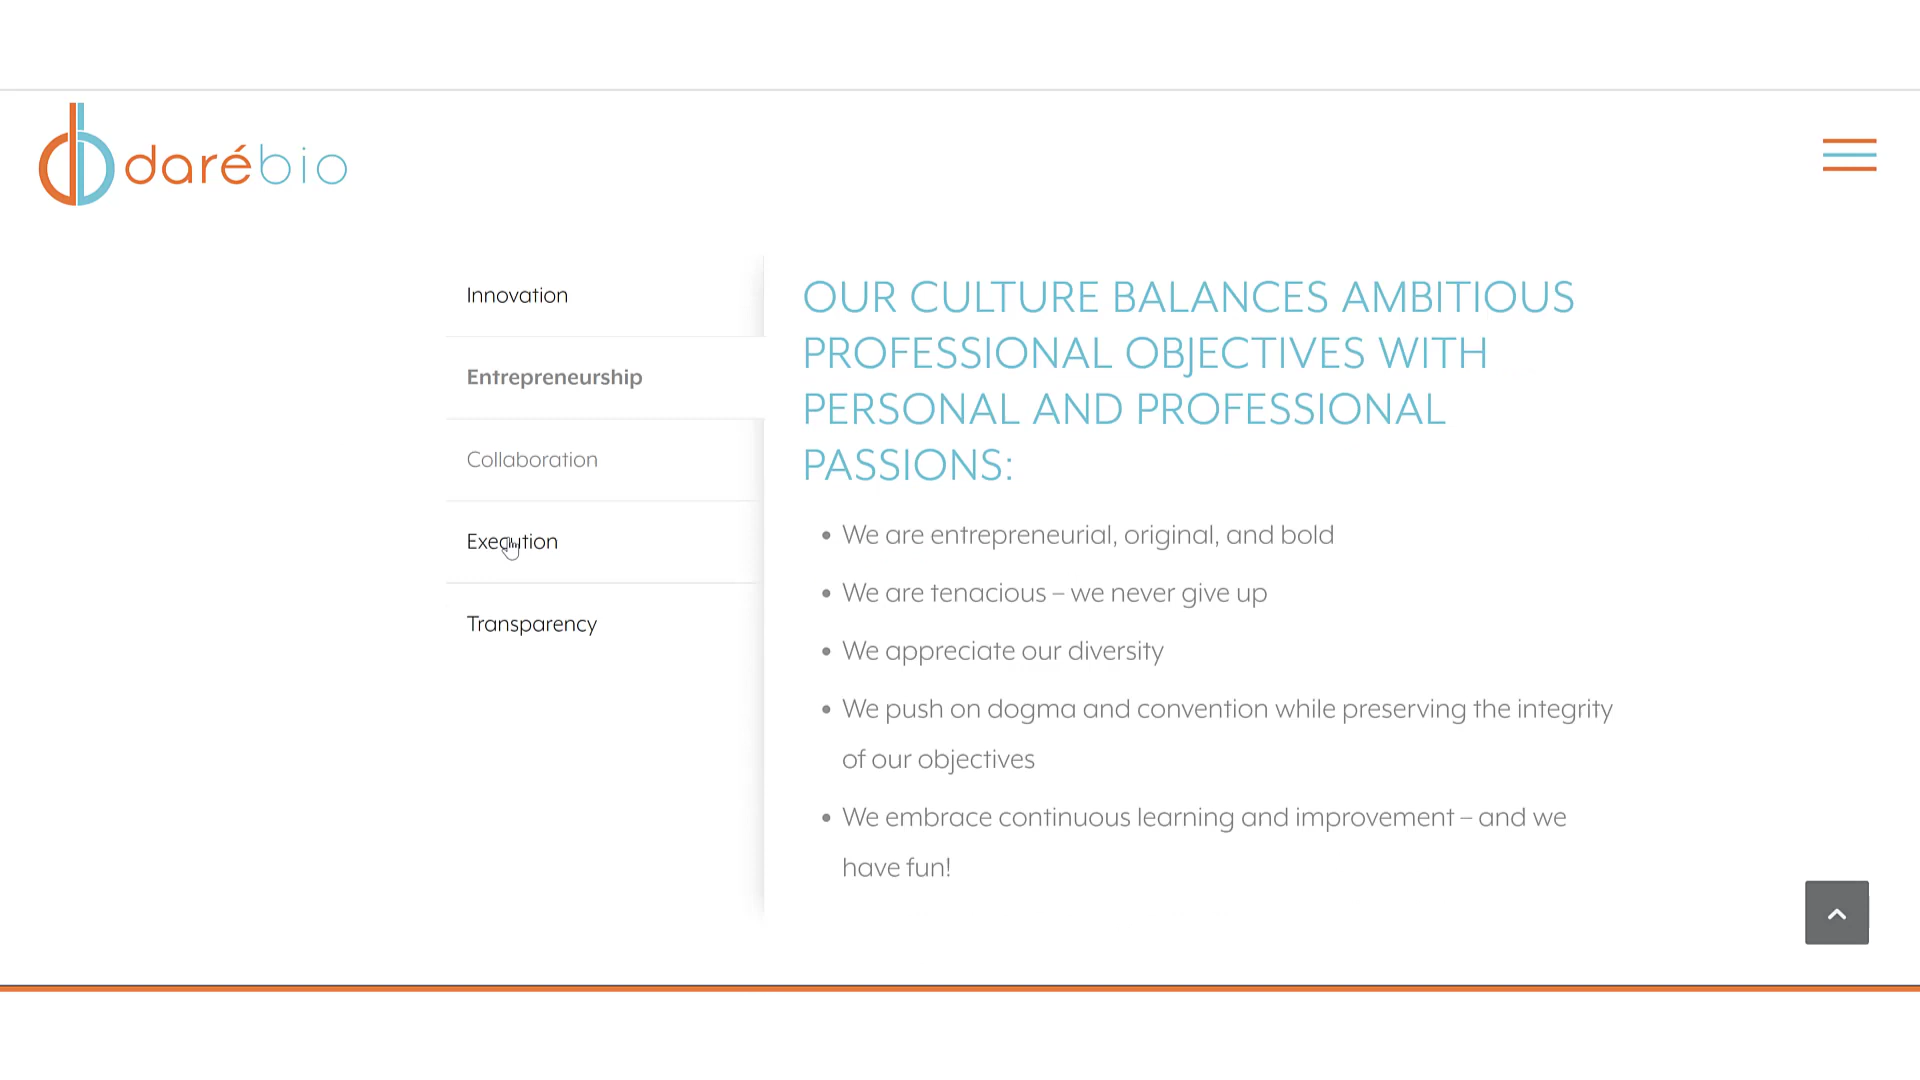 darébio
Innovation
Entrepreneurship
Collaboration
Execution
Transparency
OUR CULTURE BALANCES AMBITIOUS
PROFESSIONAL OBJECTIVES WITH
PERSONAL AND PROFESSIONAL
PASSIONS:
• We are entrepreneurial, original, and bold
• We are tenacious – we never give up
• We appreciate our diversity
• We push on dogma and convention while preserving the integrity
of our objectives
• We embrace continuous learning and improvement – and we
have fun!